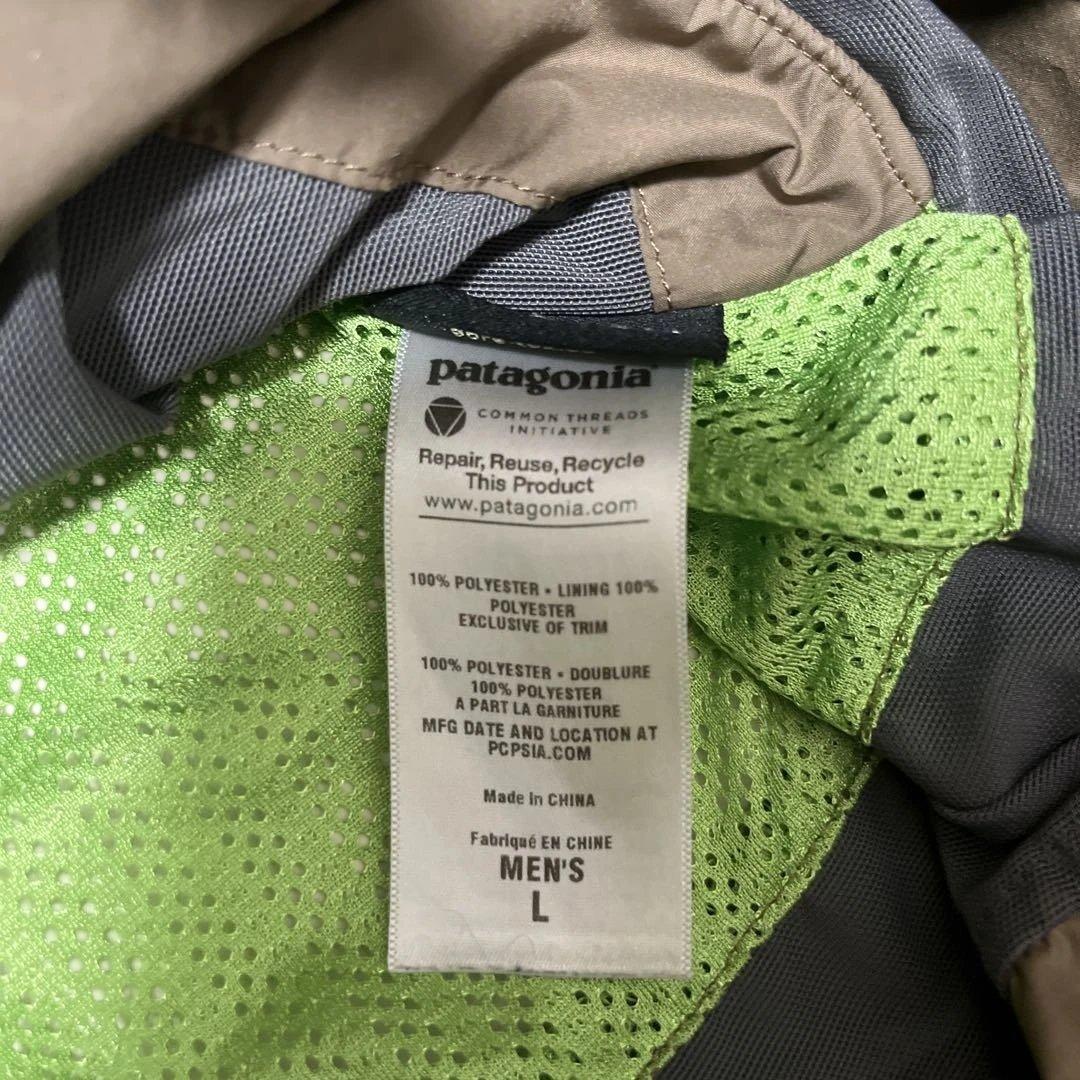 patagonia
COMMON THREADS
INITIATIVE
Repair, Reuse, Recycle
This Product
www.patagonia.com
100% POLYESTER • LINING 100%
POLYESTER
EXCLUSIVE OF TRIM
100% POLYESTER • DOUBLURE
100% POLYESTER
A PART LA GARNITURE
MFG DATE AND LOCATION AT
PCPSIA.COM
Made in CHINA
Fabriqué EN CHINE
MEN'S
L